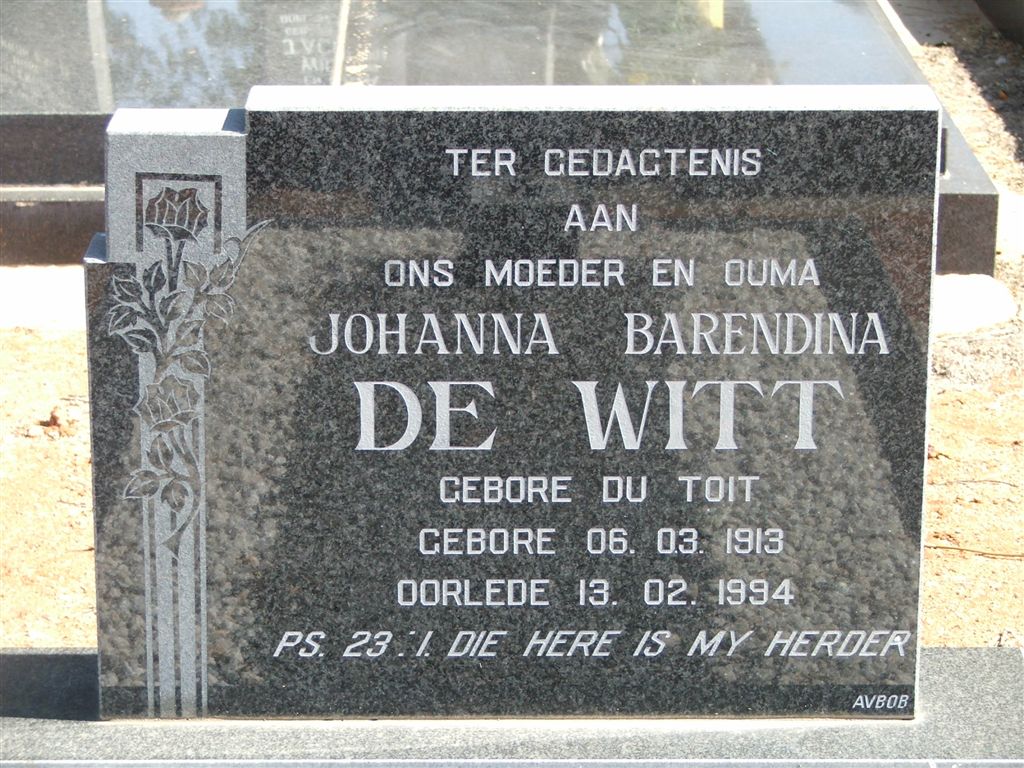 TER GEDAGTENIS
AAN
ONS MOEDER EN OUMA
JOHANNA BARENDINA
DE WITT
GEBORE DU TOIT
GEBORE 06. 03. 1913
OORLEDE 13. 02. 1994
PS. 23 : 1. DIE HERE IS MY HERDER
AVBOB